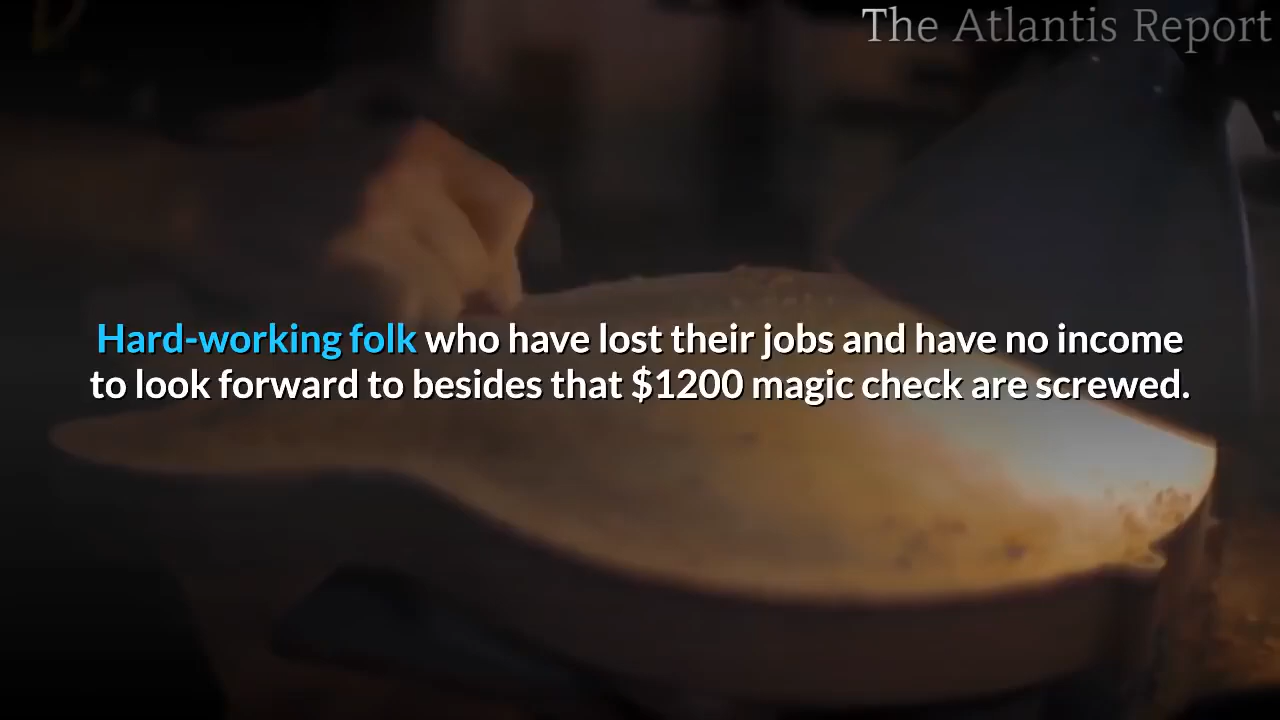 The Atlantis Report
Hard-working folk who have lost their jobs and have no income
to look forward to besides that $1200 magic check are screwed.